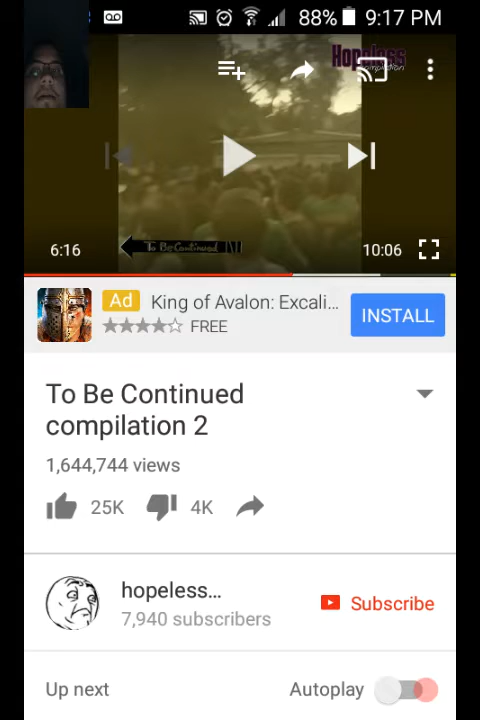 88% 9:17 PM
Hopeless
compilation
6:16
To Be Continued
10:06
Ad King of Avalon: Excali...
FREE
INSTALL
To Be Continued
compilation 2
1,644,744 views
25K 4K
hopeless...
7,940 subscribers
Subscribe
Up next
Autoplay